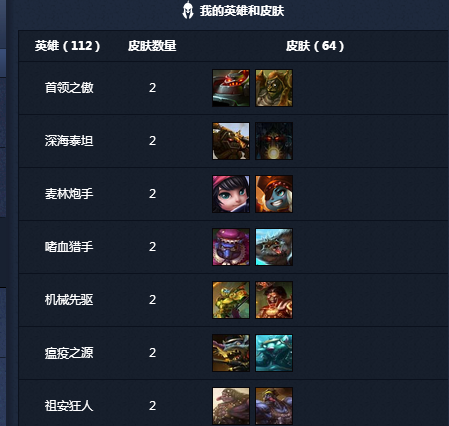 我的英雄和皮肤
英雄（112） 皮肤数量 皮肤（64）
首领之傲 2
深海泰坦 2
麦林炮手 2
嗜血猎手 2
机械先驱 2
瘟疫之源 2
祖安狂人 2